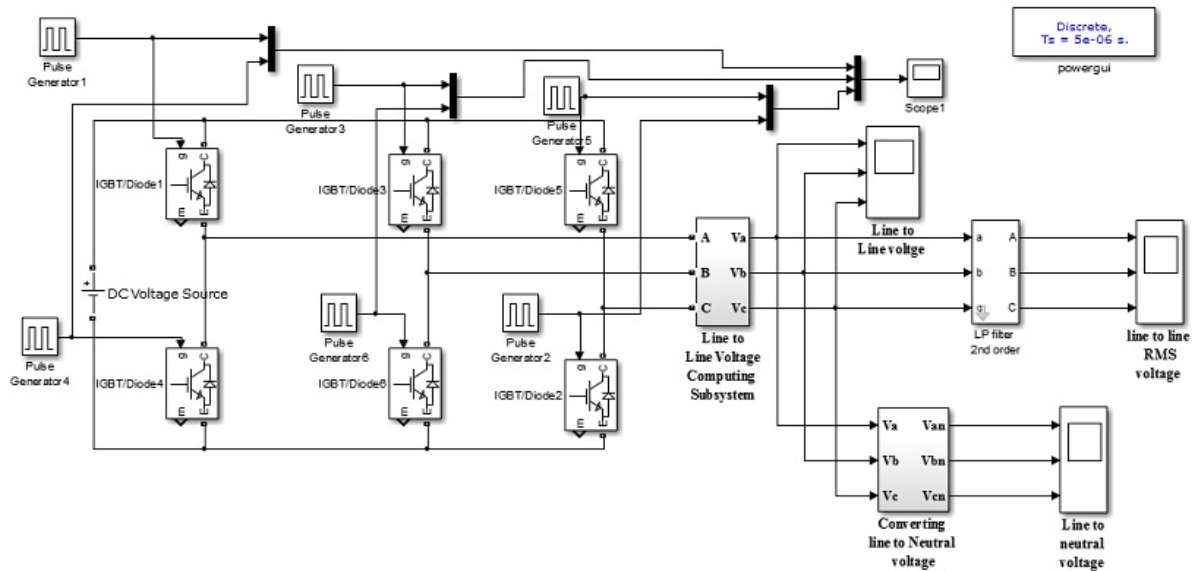 Discrete,
Ts = 5e-06 s.
powergui
Pulse
Generator1
Pulse
Generator3
Pulse
Generator5
Scope1
g
C
m
E
IGBT/Diode1
g
C
m
E
IGBT/Diode3
g
C
m
E
IGBT/Diode5
Line to
Line voltge
A
B
C
Va
Vb
Vc
Line to
Line Voltage
Computing
Subsystem
a
b
c
A
B
C
LP filter
2nd order
line to line
RMS
voltage
+
DC Voltage Source
Pulse
Generator4
Pulse
Generator6
Pulse
Generator2
g
C
m
E
IGBT/Diode4
g
C
m
E
IGBT/Diode6
g
C
m
E
IGBT/Diode2
Va
Vb
Vc
Van
Vbn
Vcn
Converting
line to Neutral
voltage
Line to
neutral
voltage